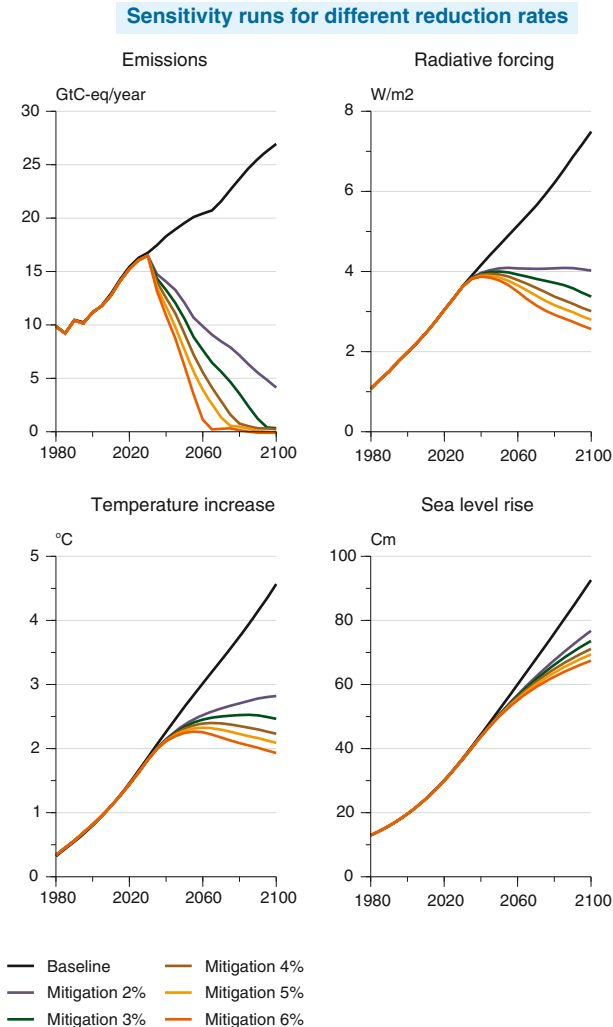 Sensitivity runs for different reduction rates
Emissions
Radiative forcing
GtC-eq/year
W/m2
30
25
20
15
10
5
0
1980
2020
2060
2100
8
6
4
2
0
1980
2020
2060
2100
Temperature increase
Sea level rise
°C
Cm
5
4
3
2
1
0
1980
2020
2060
2100
100
80
60
40
20
0
1980
2020
2060
2100
Baseline
Mitigation 2%
Mitigation 3%
Mitigation 4%
Mitigation 5%
Mitigation 6%